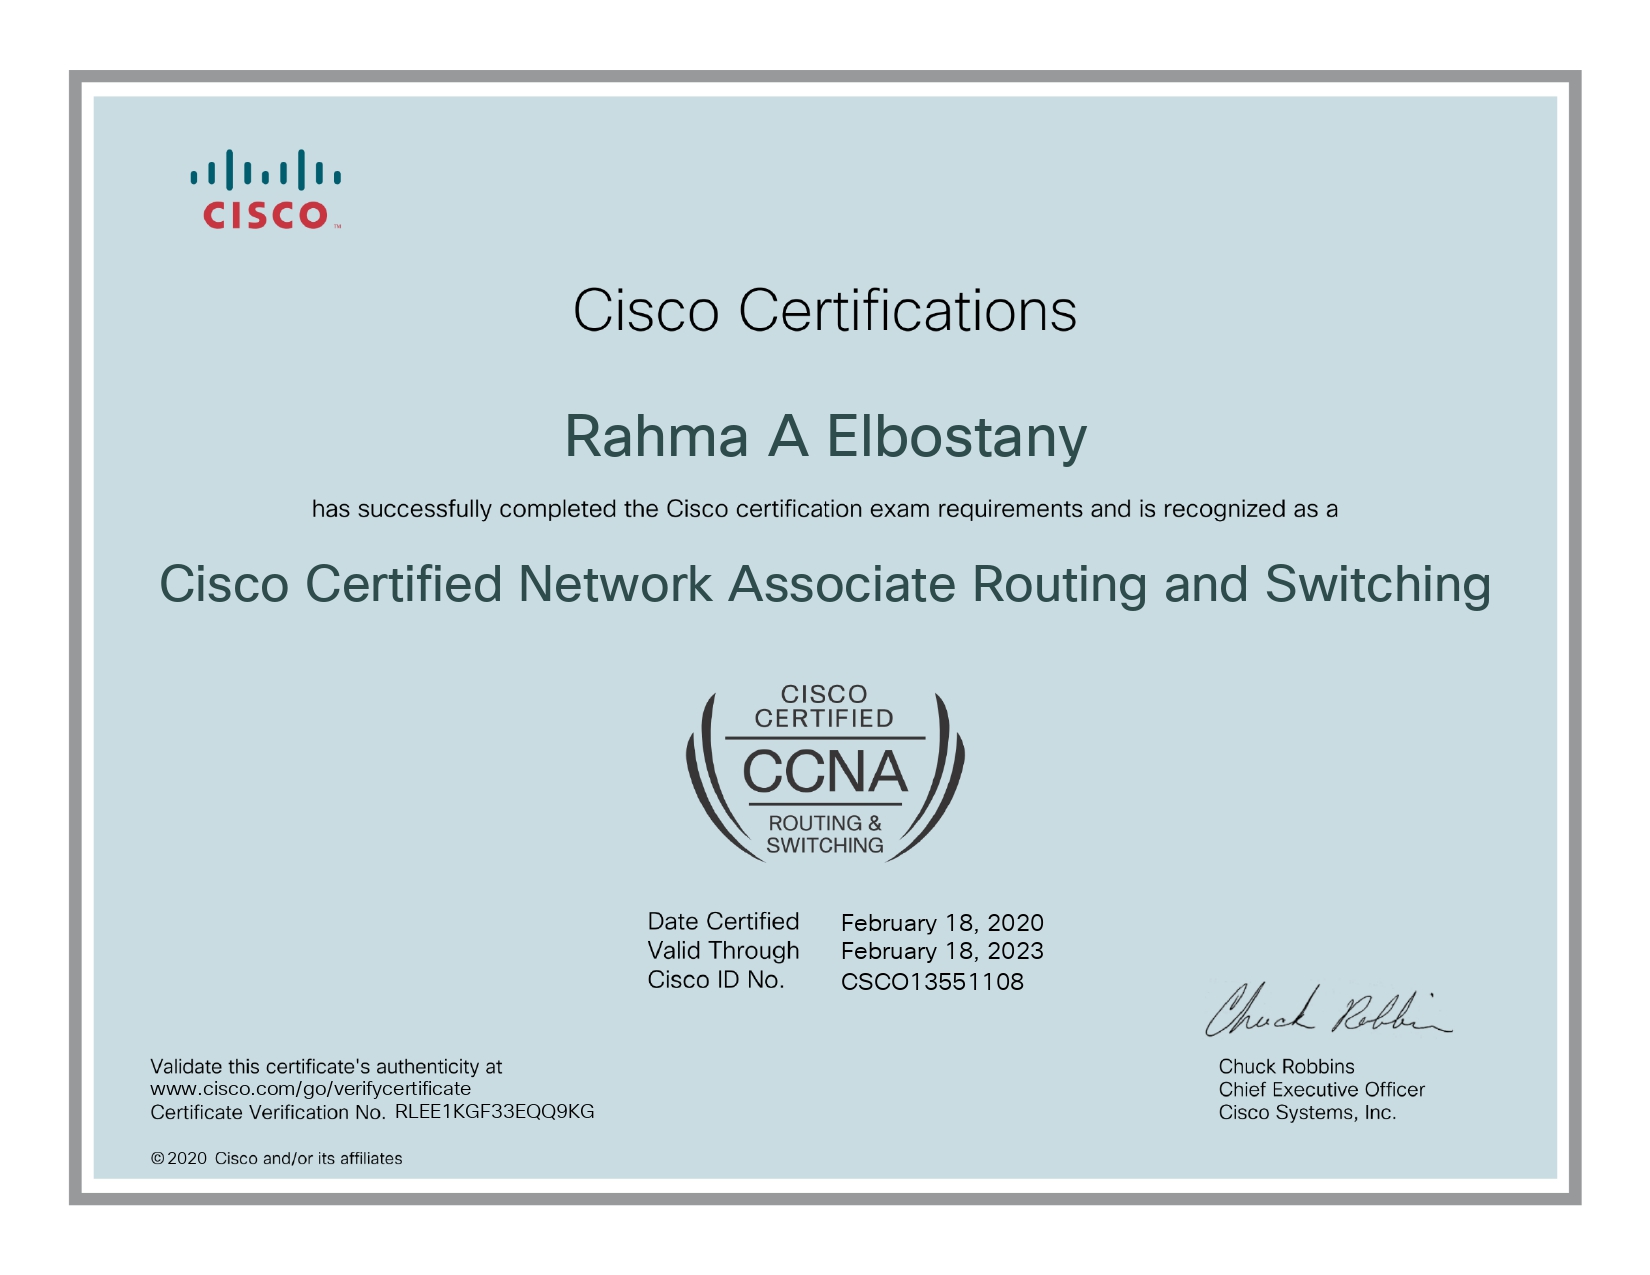 CISCO™
Cisco Certifications
Rahma A Elbostany
has successfully completed the Cisco certification exam requirements and is recognized as a
Cisco Certified Network Associate Routing and Switching
CISCO
CERTIFIED
CCNA
ROUTING &
SWITCHING
Date Certified February 18, 2020
Valid Through February 18, 2023
Cisco ID No. CSCO13551108
Chuck Robbins
Validate this certificate's authenticity at
www.cisco.com/go/verifycertificate
Certificate Verification No. RLEE1KGF33EQQ9KG
Chuck Robbins
Chief Executive Officer
Cisco Systems, Inc.
©2020 Cisco and/or its affiliates